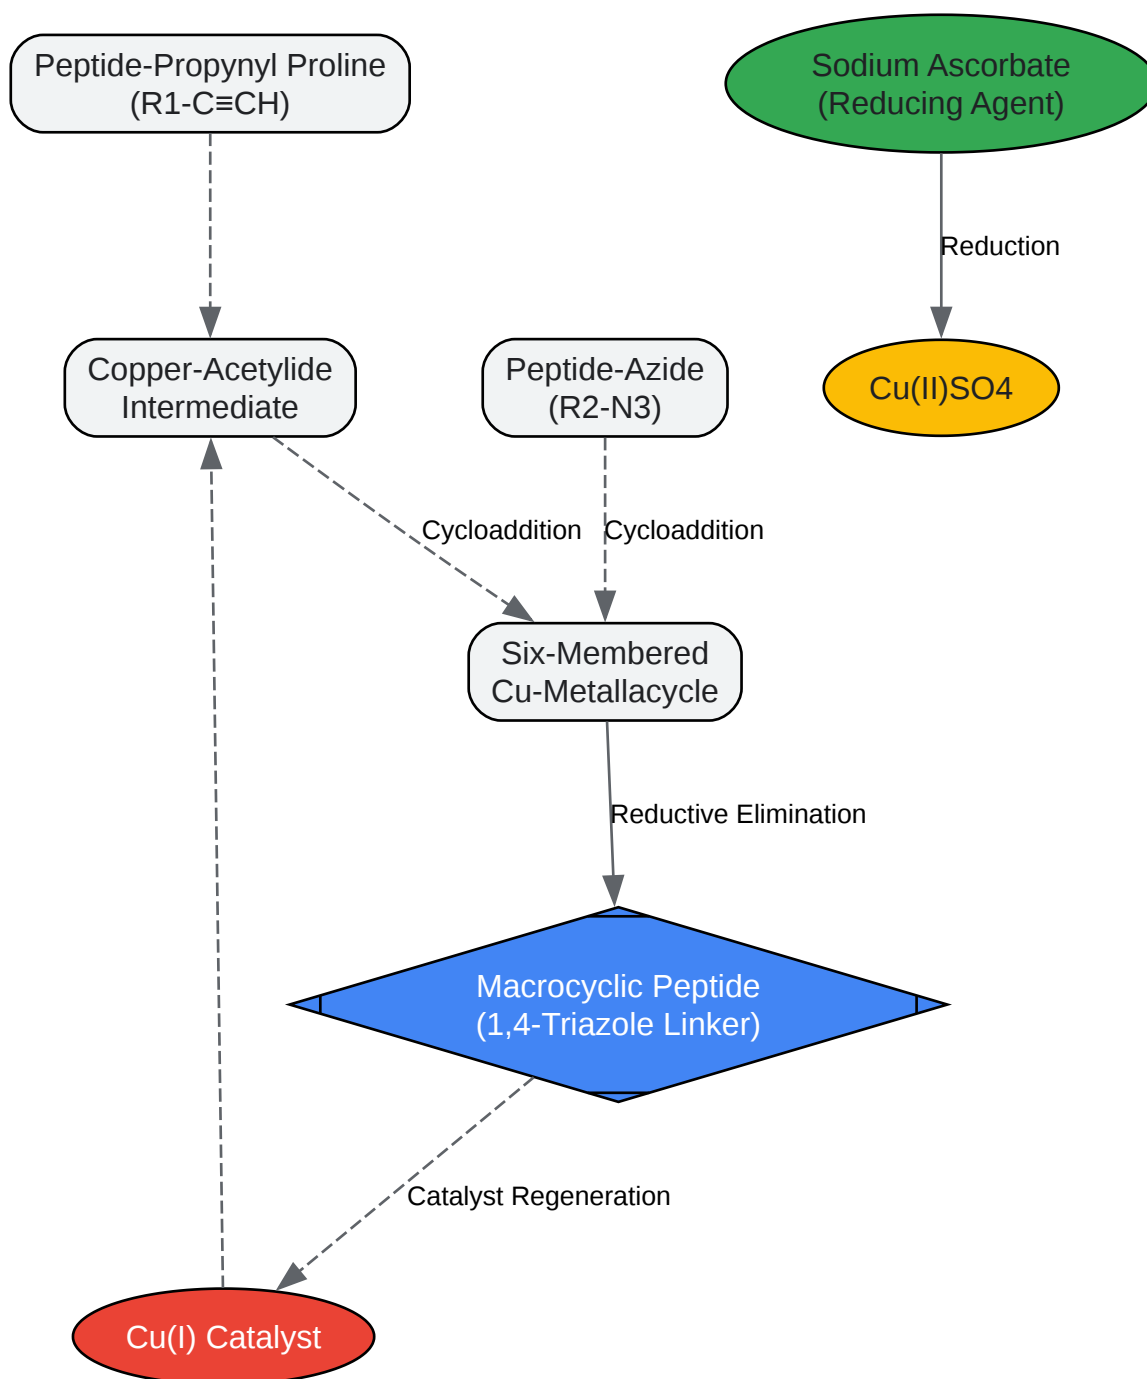 Peptide-Propynyl Proline
(R1-C≡CH)
Sodium Ascorbate
(Reducing Agent)
Reduction
Copper-Acetylide
Intermediate
Peptide-Azide
(R2-N3)
Cu(II)SO4
Cycloaddition
Cycloaddition
Six-Membered
Cu-Metallacycle
Reductive Elimination
Macrocyclic Peptide
(1,4-Triazole Linker)
Catalyst Regeneration
Cu(I) Catalyst